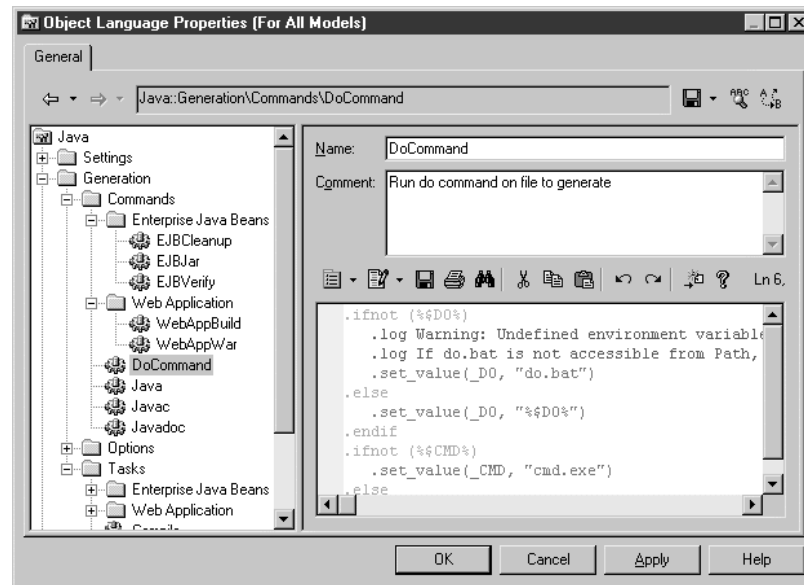 Object Language Properties (For All Models)
General
Java::Generation\Commands\DoCommand
Java
Settings
Generation
Commands
Enterprise Java Beans
EJBCleanup
EJBJar
EJBVerify
Web Application
WebAppBuild
WebAppWar
DoCommand
Java
Javac
Javadoc
Options
Tasks
Enterprise Java Beans
Web Application
Name: DoCommand
Comment: Run do command on file to generate
Ln 6,
.ifnot (%$DO%)
.log Warning: Undefined environment variable
.log If do.bat is not accessible from Path,
.set_value(_DO, "do.bat")
.else
.set_value(_DO, "%$DO%")
.endif
.ifnot (%$CMD%)
.set_value(_CMD, "cmd.exe")
.else
OK Cancel Apply Help